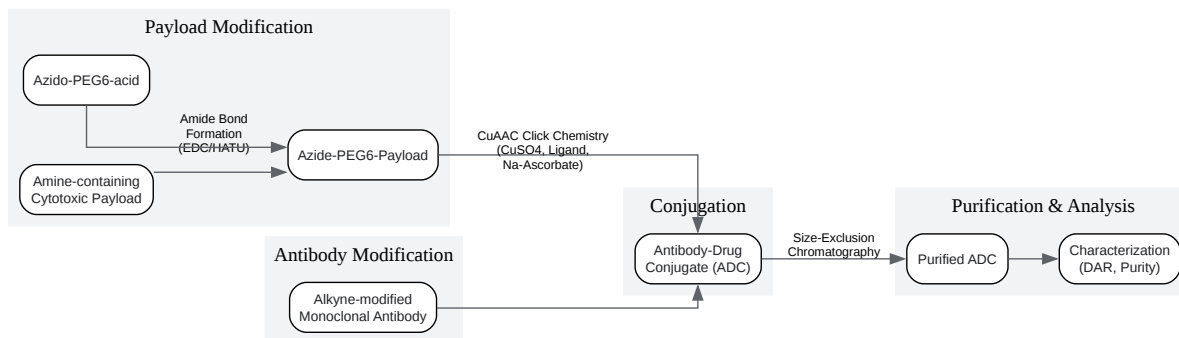 Payload Modification
Azido-PEG6-acid
Amide Bond
Formation
(EDC/HATU)
Amine-containing
Cytotoxic Payload
Azide-PEG6-Payload
CuAAC Click Chemistry
(CuSO4, Ligand,
Na-Ascorbate)
Antibody Modification
Alkyne-modified
Monoclonal Antibody
Conjugation
Antibody-Drug
Conjugate (ADC)
Size-Exclusion
Chromatography
Purification & Analysis
Purified ADC
Characterization
(DAR, Purity)